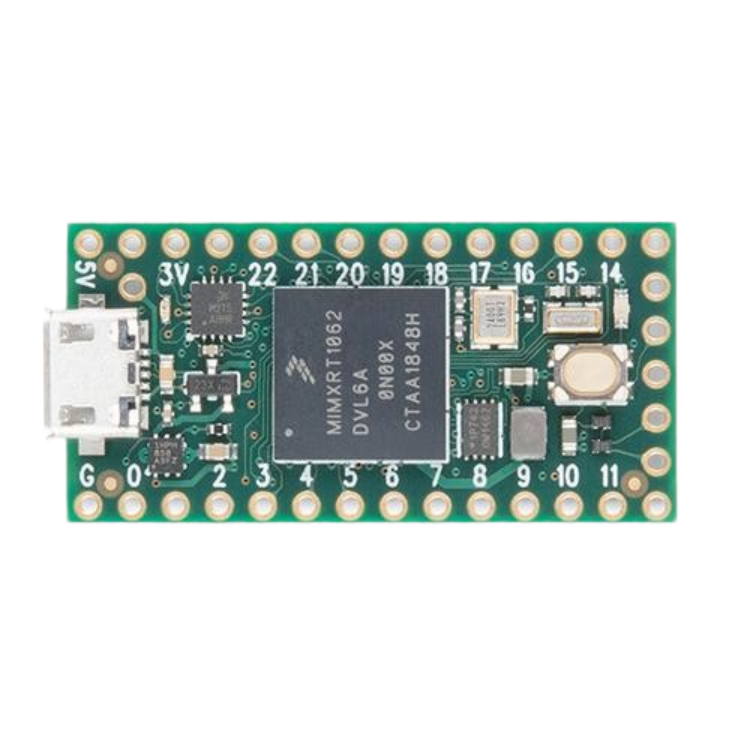 5V 3V 22 21 20 19 18 17 16 15 14
MIMXRT1062
DVL6A
0N00X
CTAA1848H
G 0 2 3 4 5 6 7 8 9 10 11